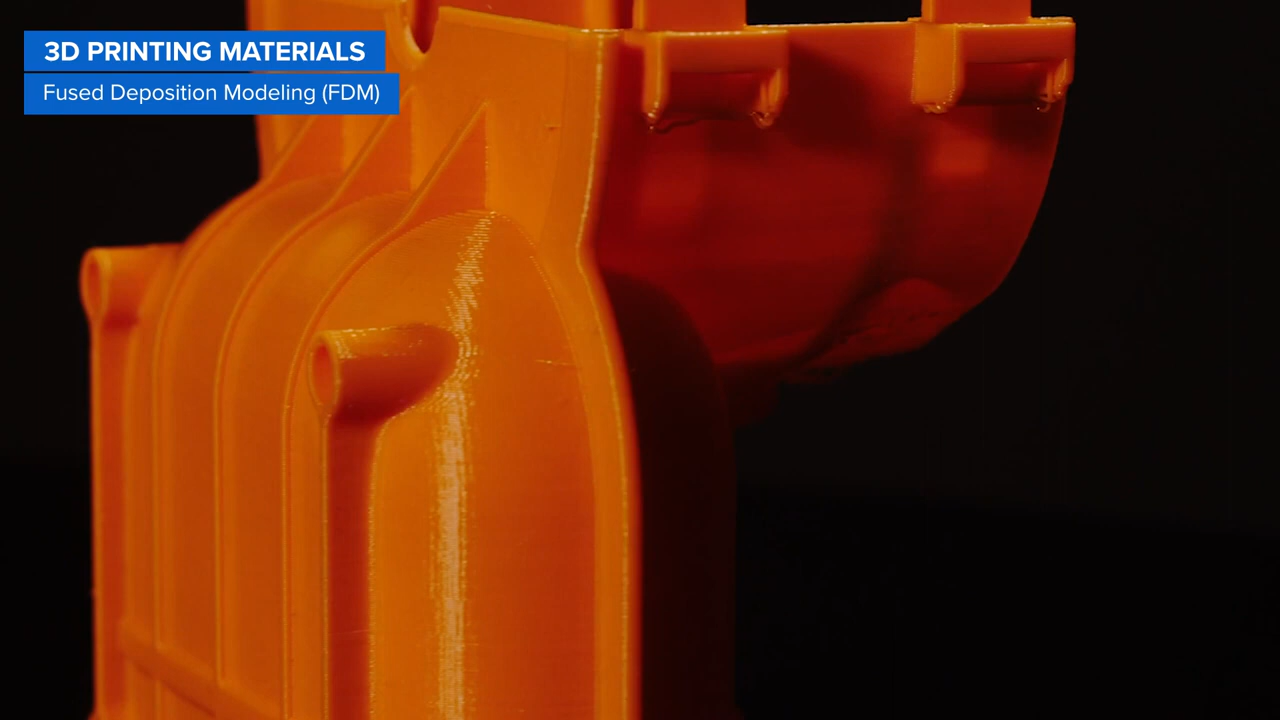 3D PRINTING MATERIALS
Fused Deposition Modeling (FDM)